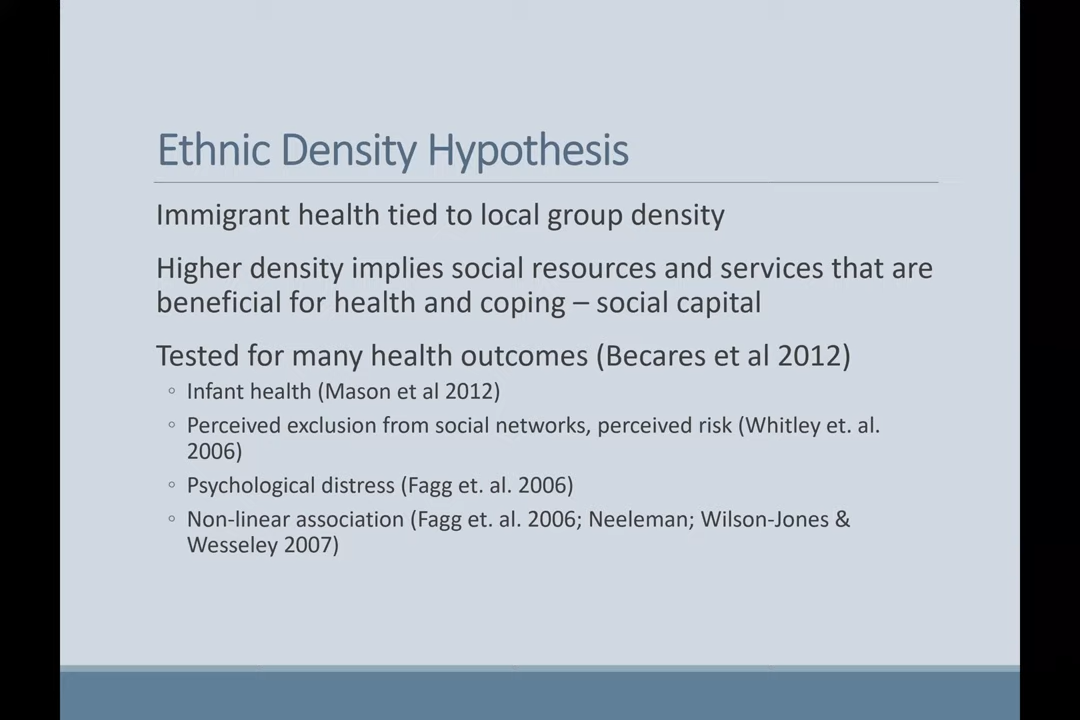 Ethnic Density Hypothesis
Immigrant health tied to local group density
Higher density implies social resources and services that are
beneficial for health and coping – social capital
Tested for many health outcomes (Becares et al 2012)
◦ Infant health (Mason et al 2012)
◦ Perceived exclusion from social networks, perceived risk (Whitley et. al.
2006)
◦ Psychological distress (Fagg et. al. 2006)
◦ Non-linear association (Fagg et. al. 2006; Neeleman; Wilson-Jones &
Wesseley 2007)